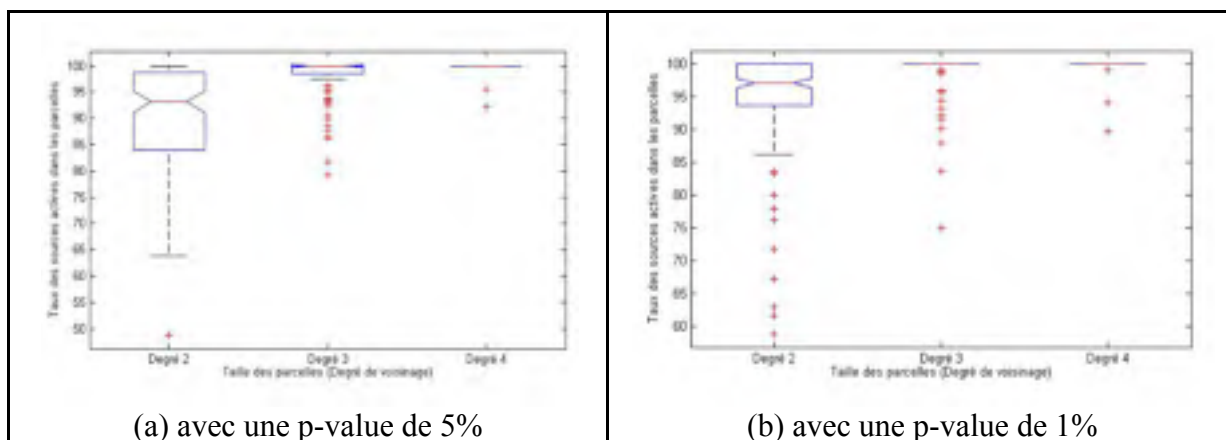 Taux des sources actives dans les parcelles
100
95
90
85
80
75
70
65
60
55
50
Degré 2
Degré 3
Degré 4
Taille des parcelles (Degré de voisinage)
(a) avec une p-value de 5%
Taux des sources actives dans les parcelles
100
95
90
85
80
75
70
65
60
Degré 2
Degré 3
Degré 4
Taille des parcelles (Degré de voisinage)
(b) avec une p-value de 1%